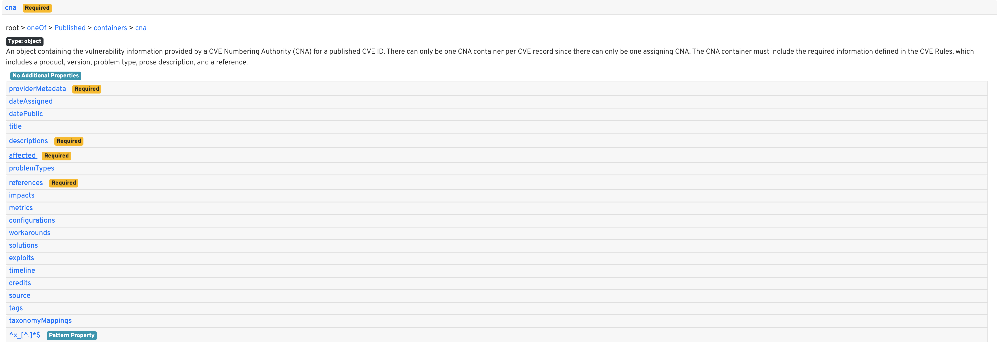 cna Required
root > oneOf > Published > containers > cna
Type: object
An object containing the vulnerability information provided by a CVE Numbering Authority (CNA) for a published CVE ID. There can only be one CNA container per CVE record since there can only be one assigning CNA. The CNA container must include the required information defined in the CVE Rules, which
includes a product, version, problem type, prose description, and a reference.
No Additional Properties
providerMetadata Required
dateAssigned
datePublic
title
descriptions Required
affected Required
problemTypes
references Required
impacts
metrics
configurations
workarounds
solutions
exploits
timeline
credits
source
tags
taxonomyMappings
^x_[^.]*$ Pattern Property